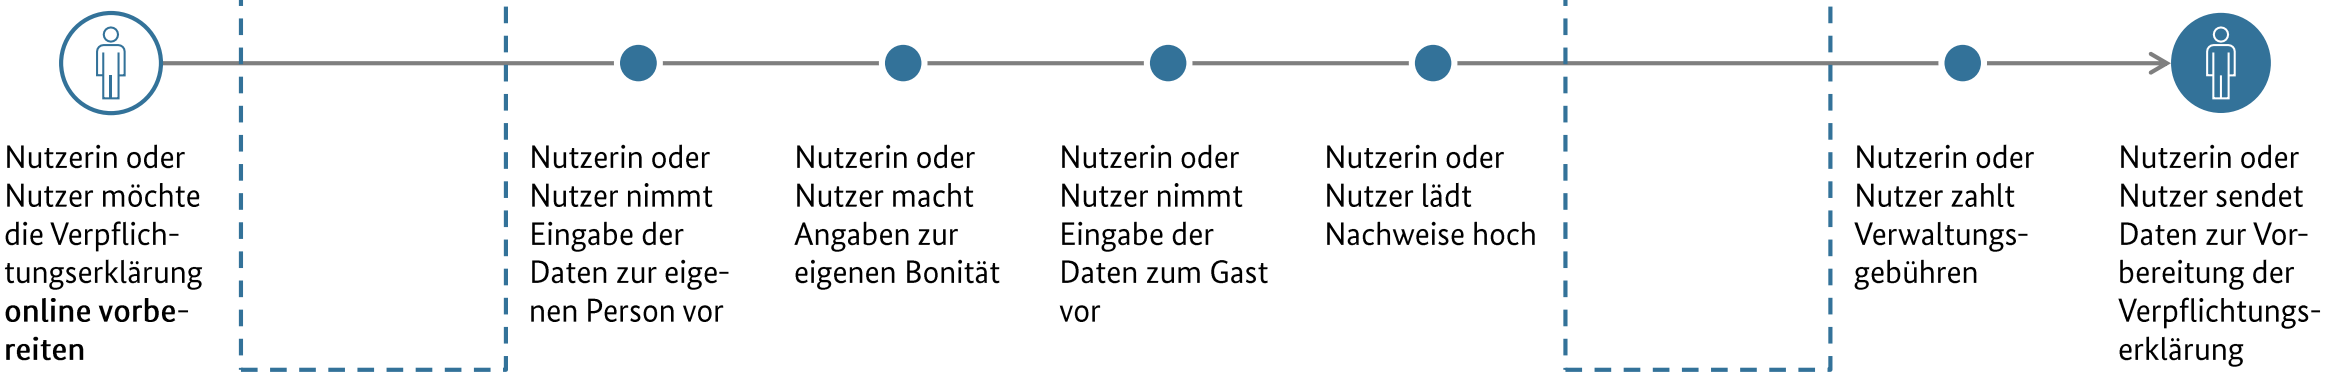 Nutzerin oder
Nutzer möchte
die Verpflich-
tungserklärung
online vorbe-
reiten
Nutzerin oder
Nutzer nimmt
Eingabe der
Daten zur eige-
nen Person vor
Nutzerin oder
Nutzer macht
Angaben zur
eigenen Bonität
Nutzerin oder
Nutzer nimmt
Eingabe der
Daten zum Gast
vor
Nutzerin oder
Nutzer lädt
Nachweise hoch
Nutzerin oder
Nutzer zahlt
Verwaltungs-
gebühren
Nutzerin oder
Nutzer sendet
Daten zur Vor-
bereitung der
Verpflichtungs-
erklärung